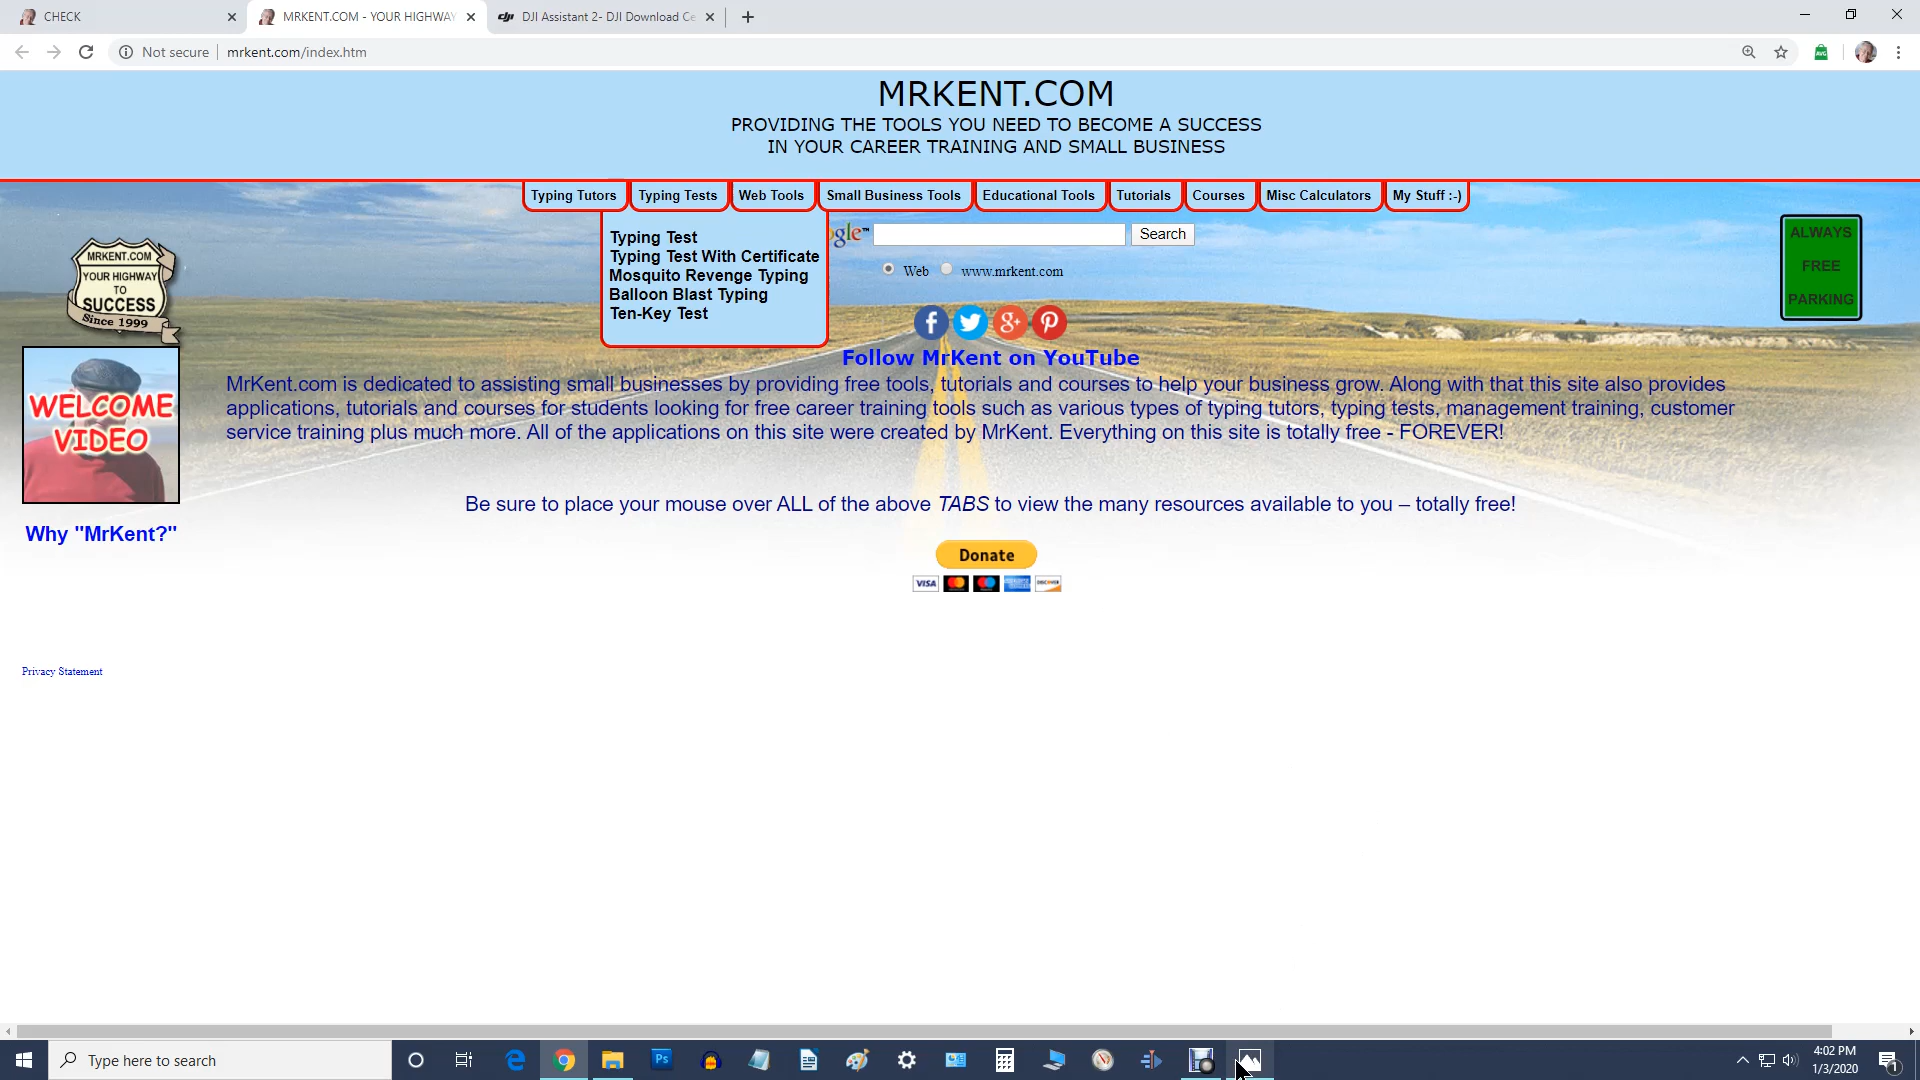 CHECK
MRKENT.COM - YOUR HIGHWAY
DJI Assistant 2- DJI Download Ce
Not secure
mrkent.com/index.htm
AVG
MRKENT.COM
PROVIDING THE TOOLS YOU NEED TO BECOME A SUCCESS
IN YOUR CAREER TRAINING AND SMALL BUSINESS
Typing Tutors
Typing Tests
Web Tools
Small Business Tools
Educational Tools
Tutorials
Courses
Misc Calculators
My Stuff :-)
Typing Test
Typing Test With Certificate
Mosquito Revenge Typing
Balloon Blast Typing
Ten-Key Test
ogle™
Search
Web
www.mrkent.com
MRKENT.COM
YOUR HIGHWAY
TO
SUCCESS
Since 1999
ALWAYS
FREE
PARKING
WELCOME
VIDEO
Why "MrKent?"
Follow MrKent on YouTube
MrKent.com is dedicated to assisting small businesses by providing free tools, tutorials and courses to help your business grow. Along with that this site also provides
applications, tutorials and courses for students looking for free career training tools such as various types of typing tutors, typing tests, management training, customer
service training plus much more. All of the applications on this site were created by MrKent. Everything on this site is totally free - FOREVER!
Be sure to place your mouse over ALL of the above TABS to view the many resources available to you – totally free!
Donate
VISA
DISCOVER
Privacy Statement
Type here to search
Ps
4:02 PM
1/3/2020
1